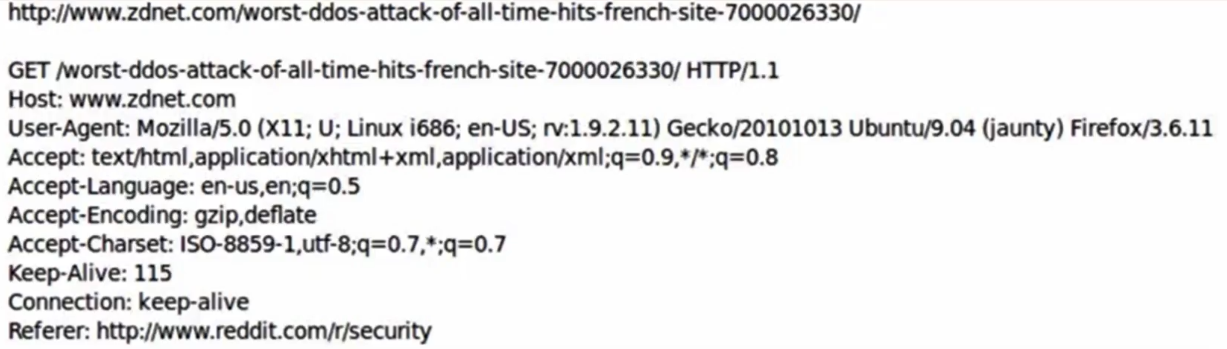 http://www.zdnet.com/worst-ddos-attack-of-all-time-hits-french-site-7000026330/
GET /worst-ddos-attack-of-all-time-hits-french-site-7000026330/ HTTP/1.1
Host: www.zdnet.com
User-Agent: Mozilla/5.0 (X11; U; Linux i686; en-US; rv:1.9.2.11) Gecko/20101013 Ubuntu/9.04 (jaunty) Firefox/3.6.11
Accept: text/html,application/xhtml+xml,application/xml;q=0.9,*/*;q=0.8
Accept-Language: en-us,en;q=0.5
Accept-Encoding: gzip,deflate
Accept-Charset: ISO-8859-1,utf-8;q=0.7,*;q=0.7
Keep-Alive: 115
Connection: keep-alive
Referer: http://www.reddit.com/r/security